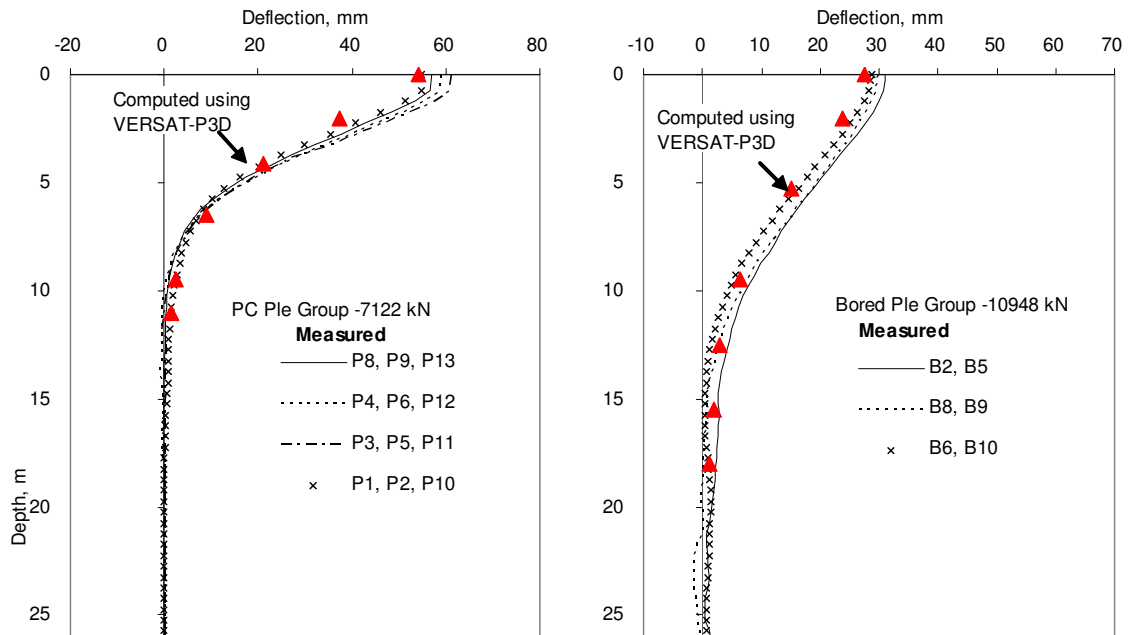 Deflection, mm
-20 0 20 40 60 80
0
5
10
15
20
25
Depth, m
Computed using
VERSAT-P3D
PC Ple Group -7122 kN
Measured
P8, P9, P13
P4, P6, P12
P3, P5, P11
P1, P2, P10
Deflection, mm
-10 0 10 20 30 40 50 60 70
0
5
10
15
20
25
Computed using
VERSAT-P3D
Bored Ple Group -10948 kN
Measured
B2, B5
B8, B9
B6, B10